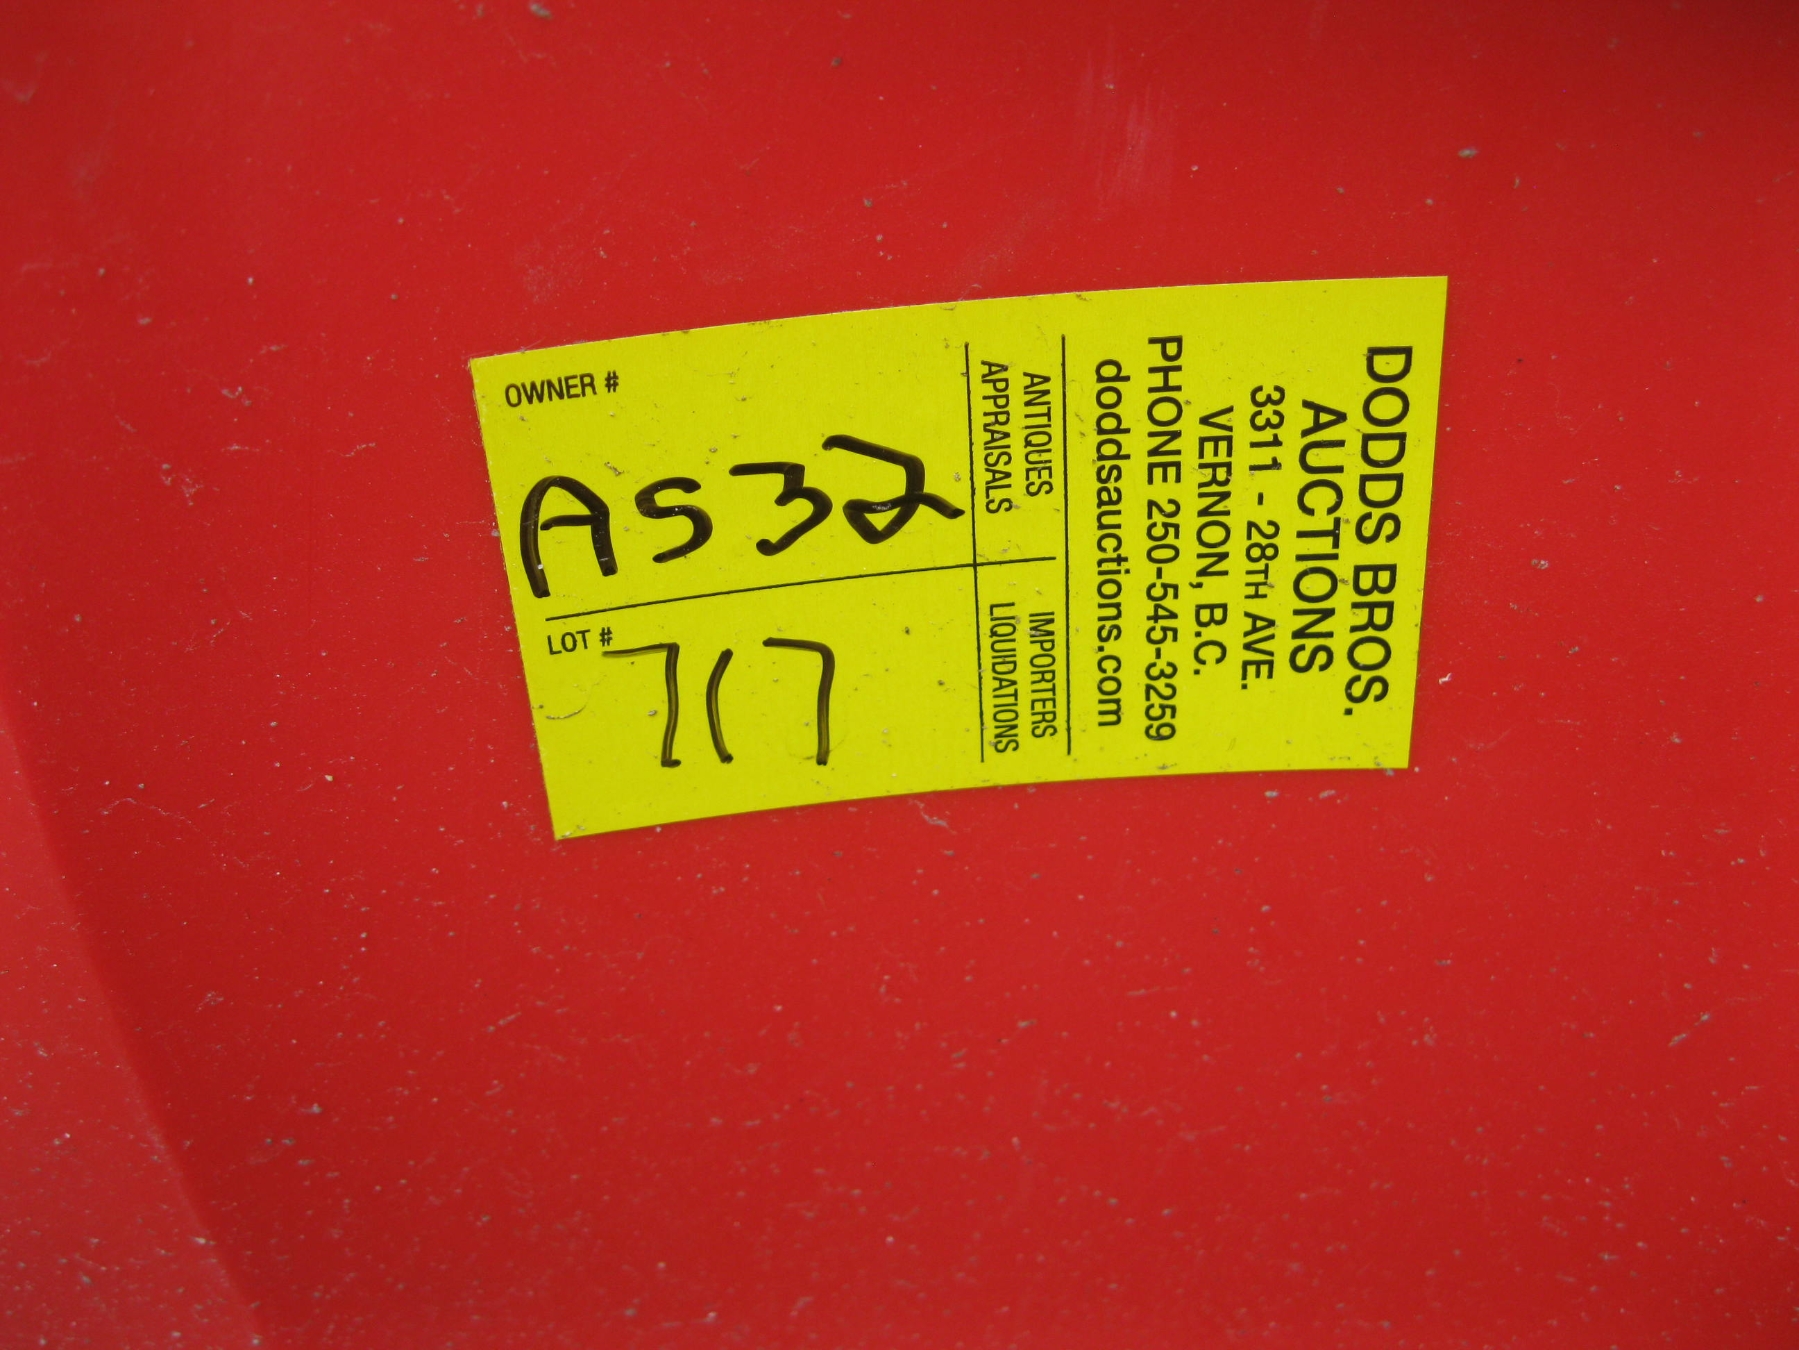 DODDS BROS.
AUCTIONS
3311 - 28TH AVE.
VERNON, B.C.
PHONE 250-545-3259
doddsauctions.com
ANTIQUES
APPRAISALS
IMPORTERS
LIQUIDATIONS
OWNER #
AS32
LOT #
717